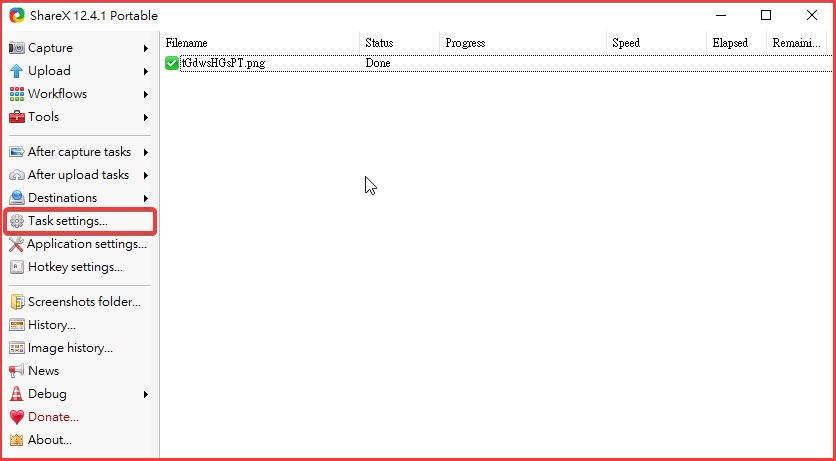 ShareX 12.4.1 Portable
Capture
Upload
Workflows
Tools
After capture tasks
After upload tasks
Destinations
Task settings...
Application settings...
Hotkey settings...
Screenshots folder...
History...
Image history...
News
Debug
Donate...
About...
Filename Status Progress Speed Elapsed Remaini...
tGdwsHGsPT.png Done